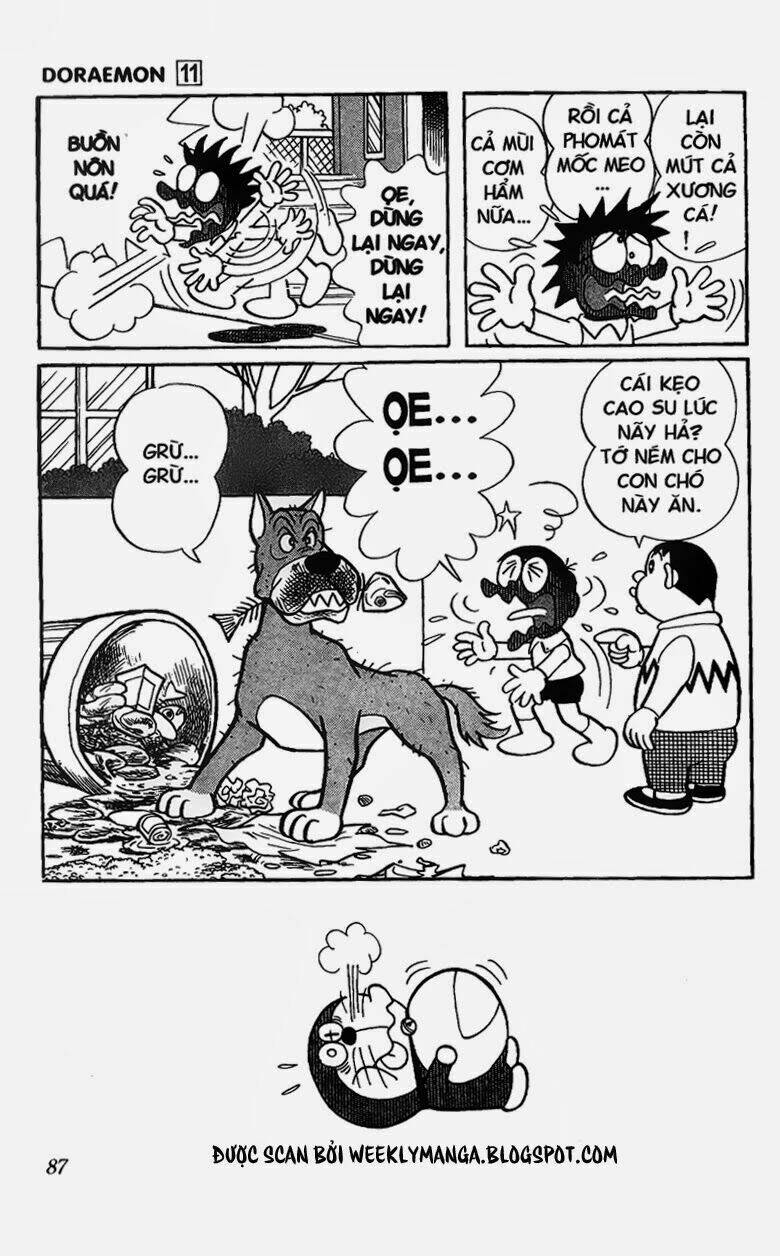 DORAEMON 11
BUỒN
NÔN
QUÁ!
ỌE,
DỪNG
LẠI NGAY,
DỪNG
LẠI
NGAY!
CẢ MÙI
CƠM
HẨM
NỮA...
RỒI CẢ
PHOMÁT
MỐC MEO
...
LẠI
CÒN
MÚT CẢ
XƯƠNG
CÁ!
!
GRỪ...
GRỪ...
ỌE...
ỌE...
CÁI KẸO
CAO SU LÚC
NÃY HẢ?
TỚ NÉM CHO
CON CHÓ
NÀY ĂN.
87
ĐƯỢC SCAN BỞI WEEKLYMANGA.BLOGSPOT.COM